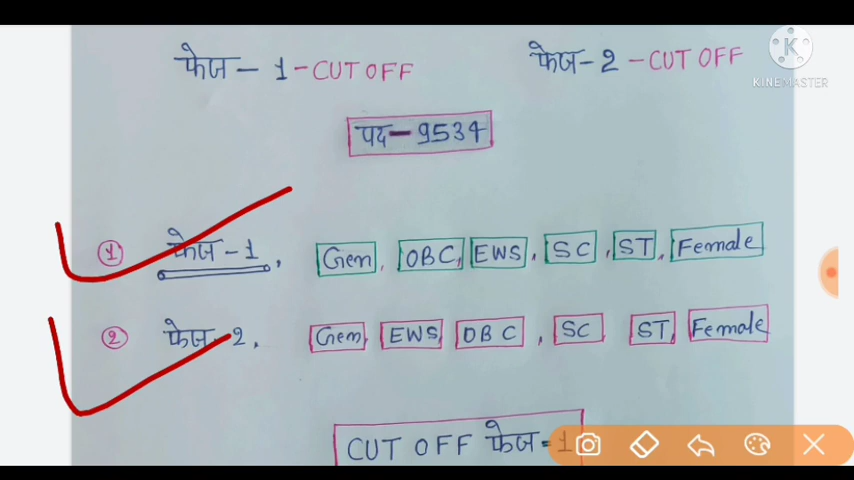 फेज - 1 - CUT OFF
फेज - 2 - CUT OFF
KINEMASTER
पद - 9534
① फेज - 1 , Gen , OBC , EWS , SC , ST , Female
② फेज - 2 . Gen , EWS , OBC , SC ST , Female
CUT OFF फेज - 1